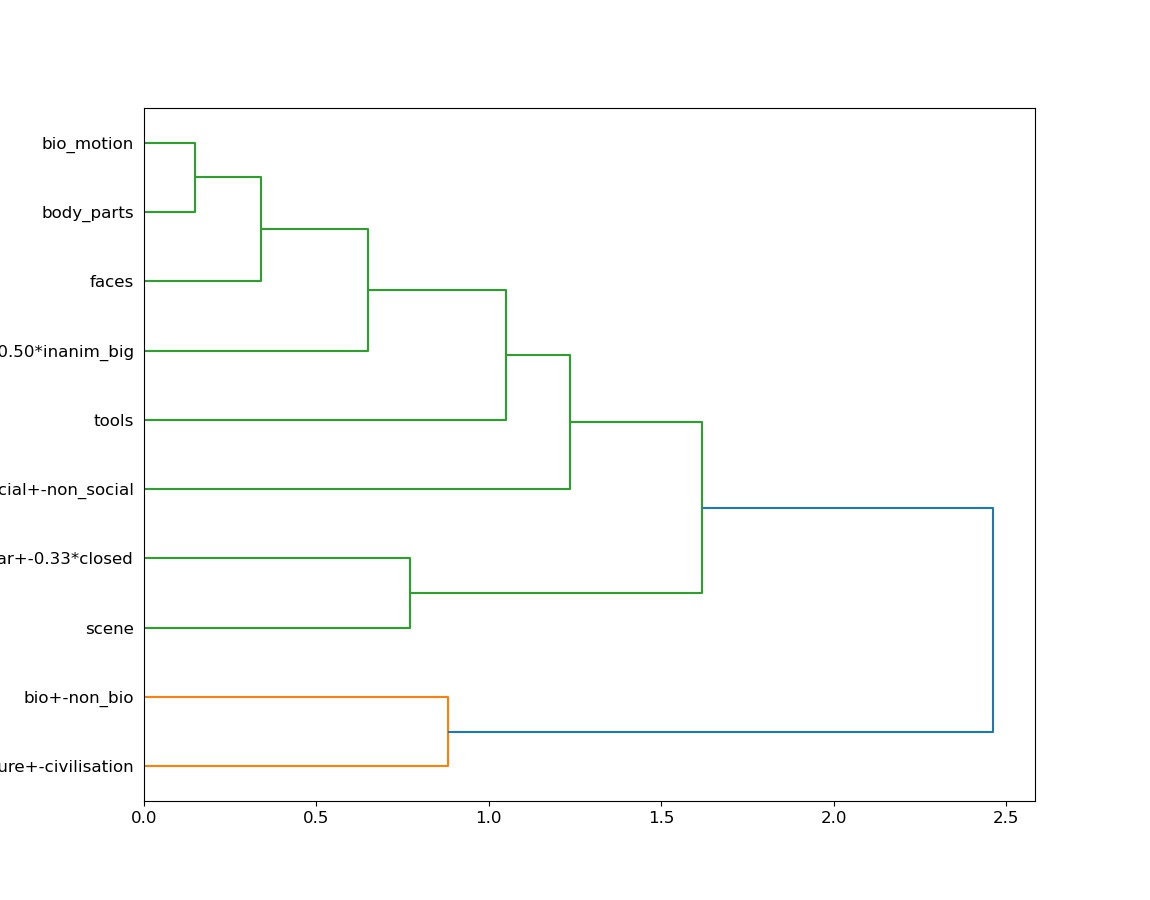 bio_motion
body_parts
faces
0.50*inanim_big
tools
cial+-non_social
ar+-0.33*closed
scene
bio+-non_bio
ure+-civilisation
0.0 0.5 1.0 1.5 2.0 2.5